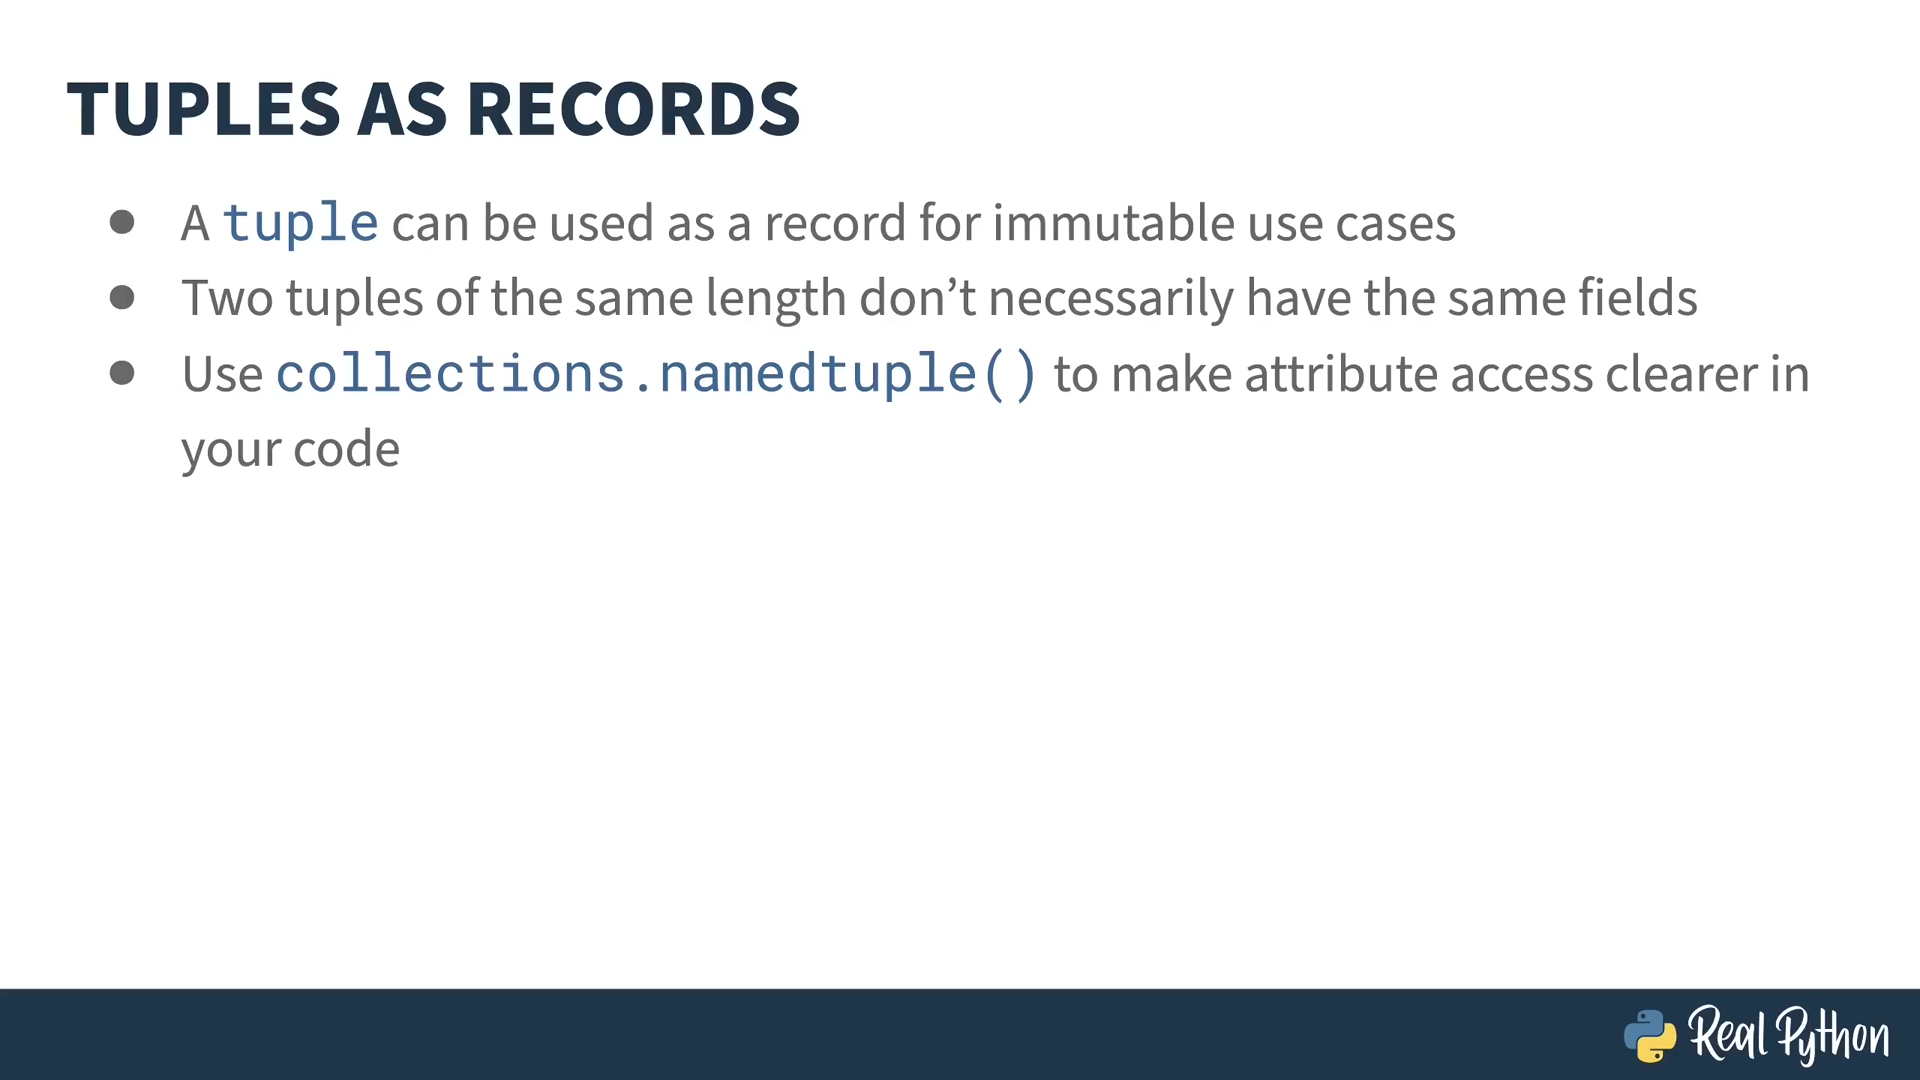 TUPLES AS RECORDS
● A tuple can be used as a record for immutable use cases
● Two tuples of the same length don’t necessarily have the same fields
● Use collections.namedtuple() to make attribute access clearer in
your code
Real Python